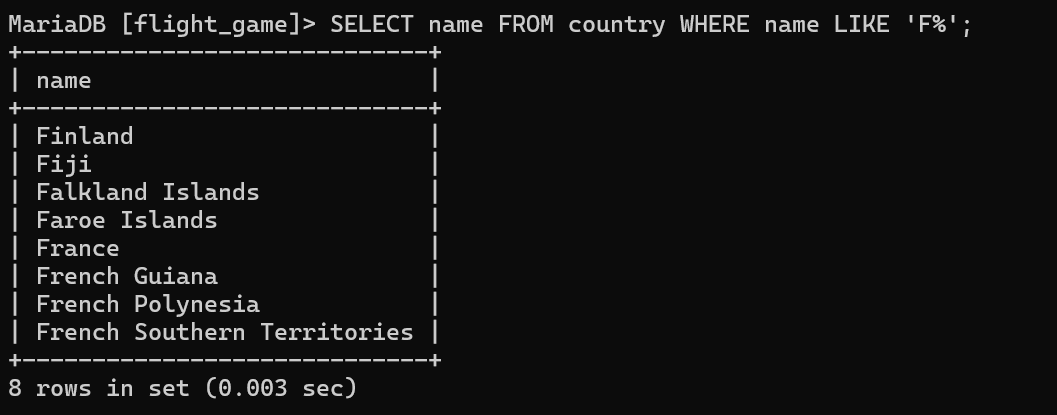 MariaDB [flight_game]> SELECT name FROM country WHERE name LIKE 'F%';
+------------------------------+
| name                         |
+------------------------------+
| Finland                      |
| Fiji                         |
| Falkland Islands             |
| Faroe Islands                |
| France                       |
| French Guiana                |
| French Polynesia             |
| French Southern Territories |
+------------------------------+
8 rows in set (0.003 sec)